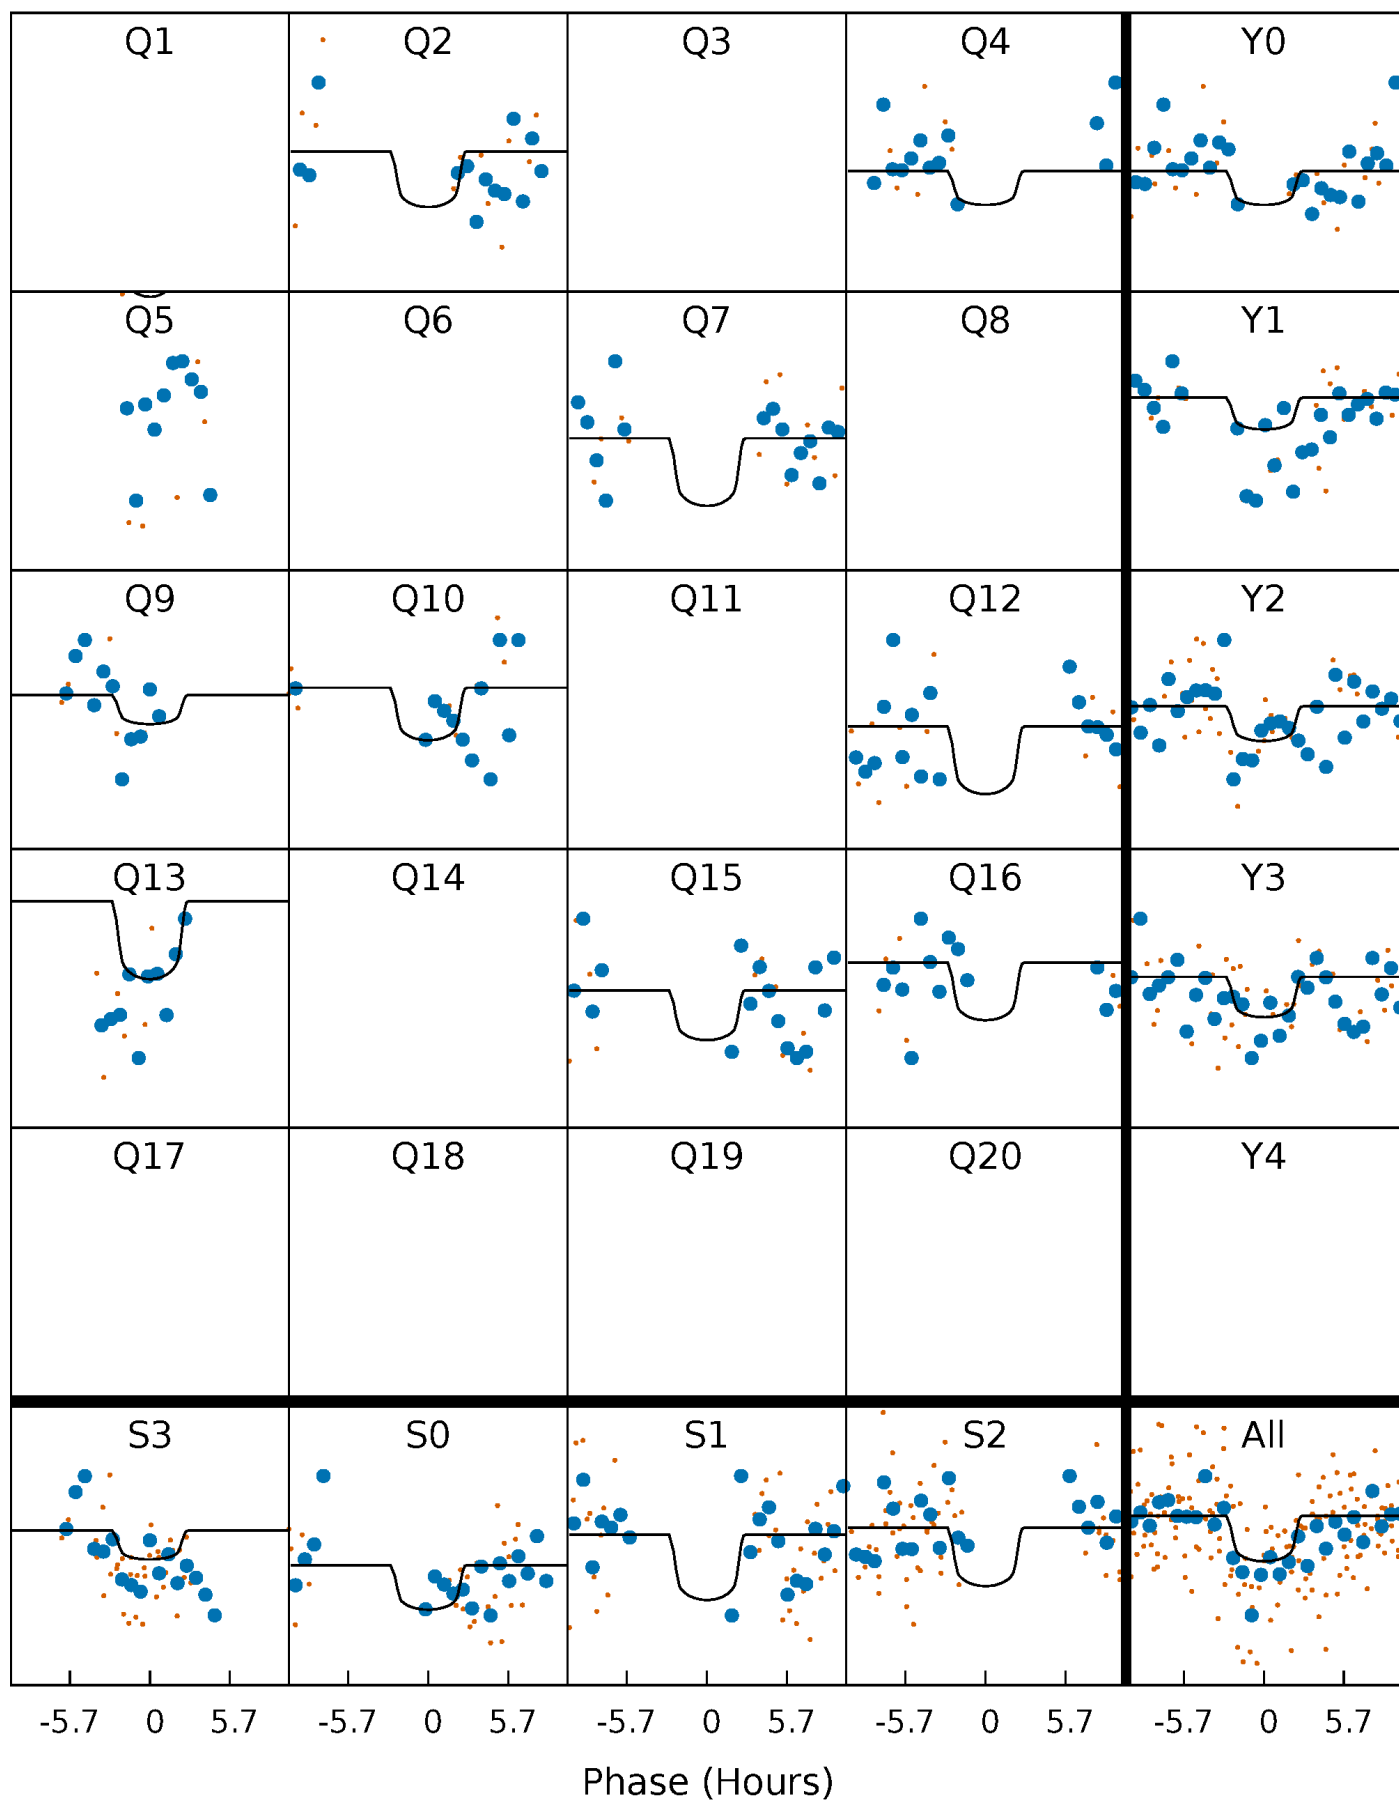 Q1 Q2 Q3 Q4 Y0
Q5 Q6 Q7 Q8 Y1
Q9 Q10 Q11 Q12 Y2
Q13 Q14 Q15 Q16 Y3
Q17 Q18 Q19 Q20 Y4
S3 S0 S1 S2 All
-5.7 0 5.7 -5.7 0 5.7 -5.7 0 5.7 -5.7 0 5.7 -5.7 0 5.7
Phase (Hours)